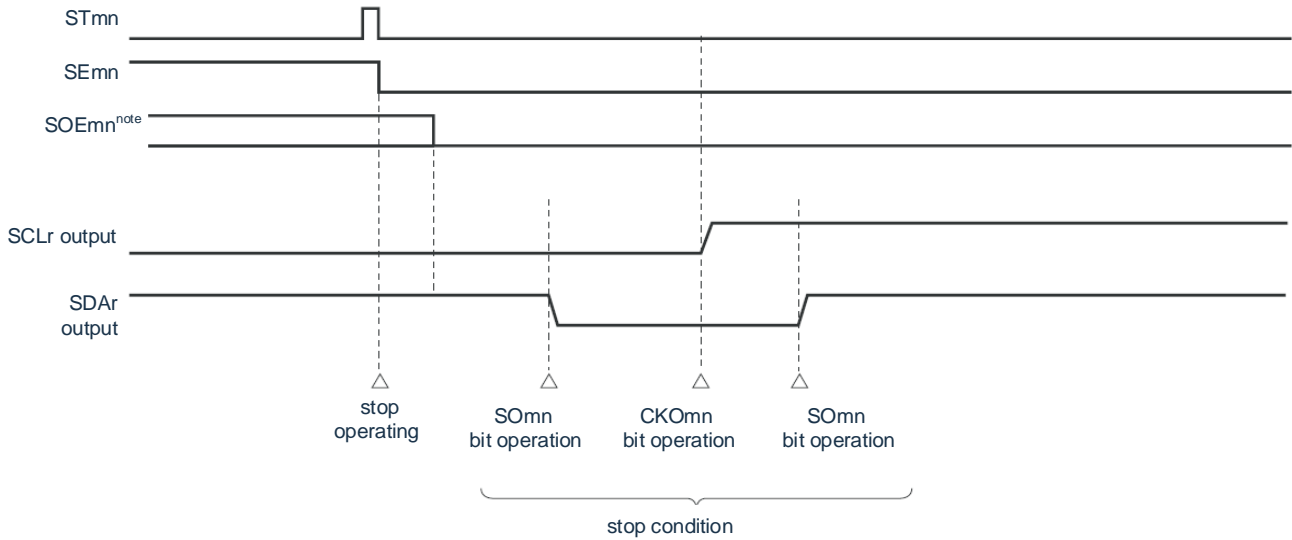 STmn
SEmn
SOEmnnote
SCLr output
SDAr
output
stop
operating
SOmn
bit operation
CKOmn
bit operation
SOmn
bit operation
stop condition